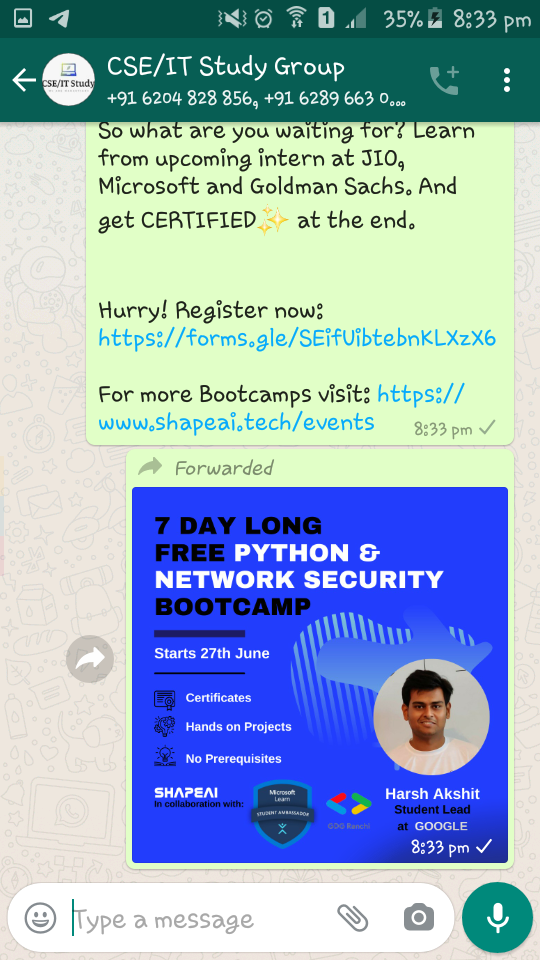 35% 8:33 pm
1
CSE/IT Study Group
+91 6204 828 856, +91 6289 663 0...
CSE/IT Study
So what are you waiting for? Learn
from upcoming intern at JIO,
Microsoft and Goldman Sachs. And
get CERTIFIED✨ at the end.
Hurry! Register now:
https://forms.gle/SEifUibtebnKLXzX6
For more Bootcamps visit: https://
www.shapeai.tech/events
8:33 pm
Forwarded
7 DAY LONG
FREE PYTHON &
NETWORK SECURITY
BOOTCAMP
Starts 27th June
Certificates
Hands on Projects
No Prerequisites
SHAPEAI
In collaboration with:
Microsoft
Learn
STUDENT AMBASSADOR
GDG Ranchi
Harsh Akshit
Student Lead
at GOOGLE
8:33 pm
Type a message